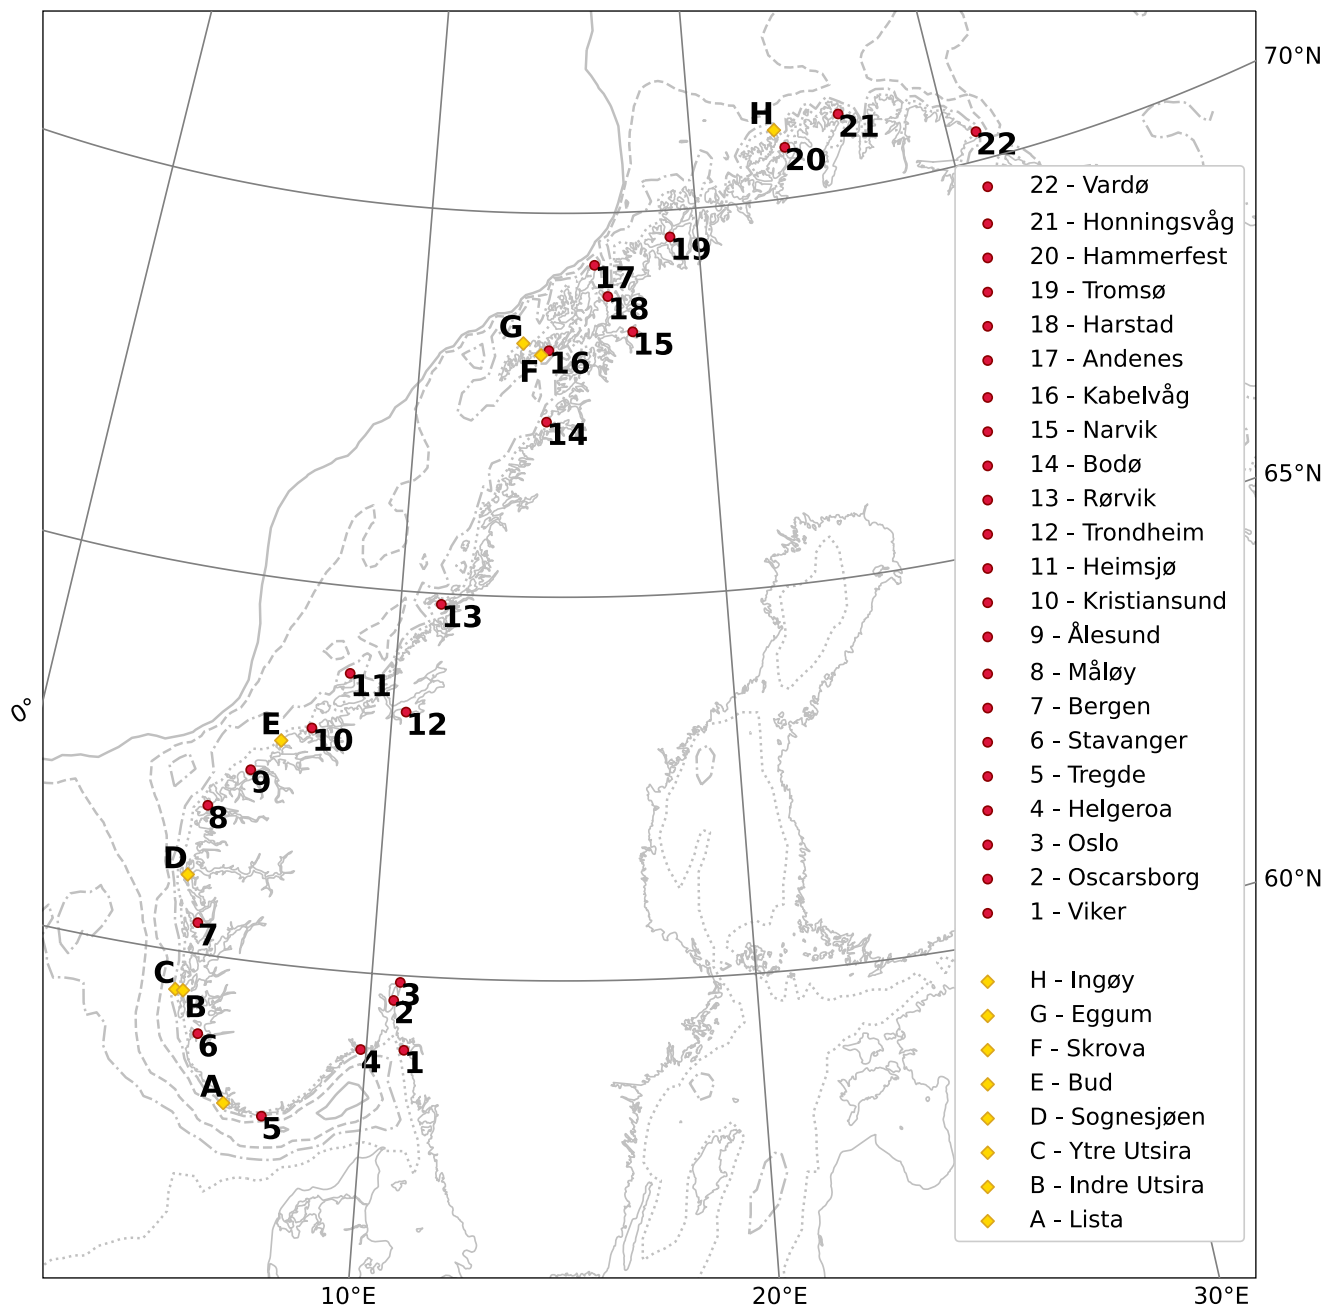 70°N
H
21
20
22
22 - Vardø
21 - Honningsvåg
20 - Hammerfest
19 - Tromsø
18 - Harstad
17 - Andenes
16 - Kabelvåg
15 - Narvik
14 - Bodø
13 - Rørvik
12 - Trondheim
11 - Heimsjø
10 - Kristiansund
9 - Ålesund
8 - Måløy
7 - Bergen
6 - Stavanger
5 - Tregde
4 - Helgeroa
3 - Oslo
2 - Oscarsborg
1 - Viker
H - Ingøy
G - Eggum
F - Skrova
E - Bud
D - Sognesjøen
C - Ytre Utsira
B - Indre Utsira
A - Lista
19
17
18
G
15
16
F
14
65°N
13
11
0°
E
12
10
9
8
D
60°N
7
C
3
B
2
6
4
1
A
5
10°E
20°E
30°E